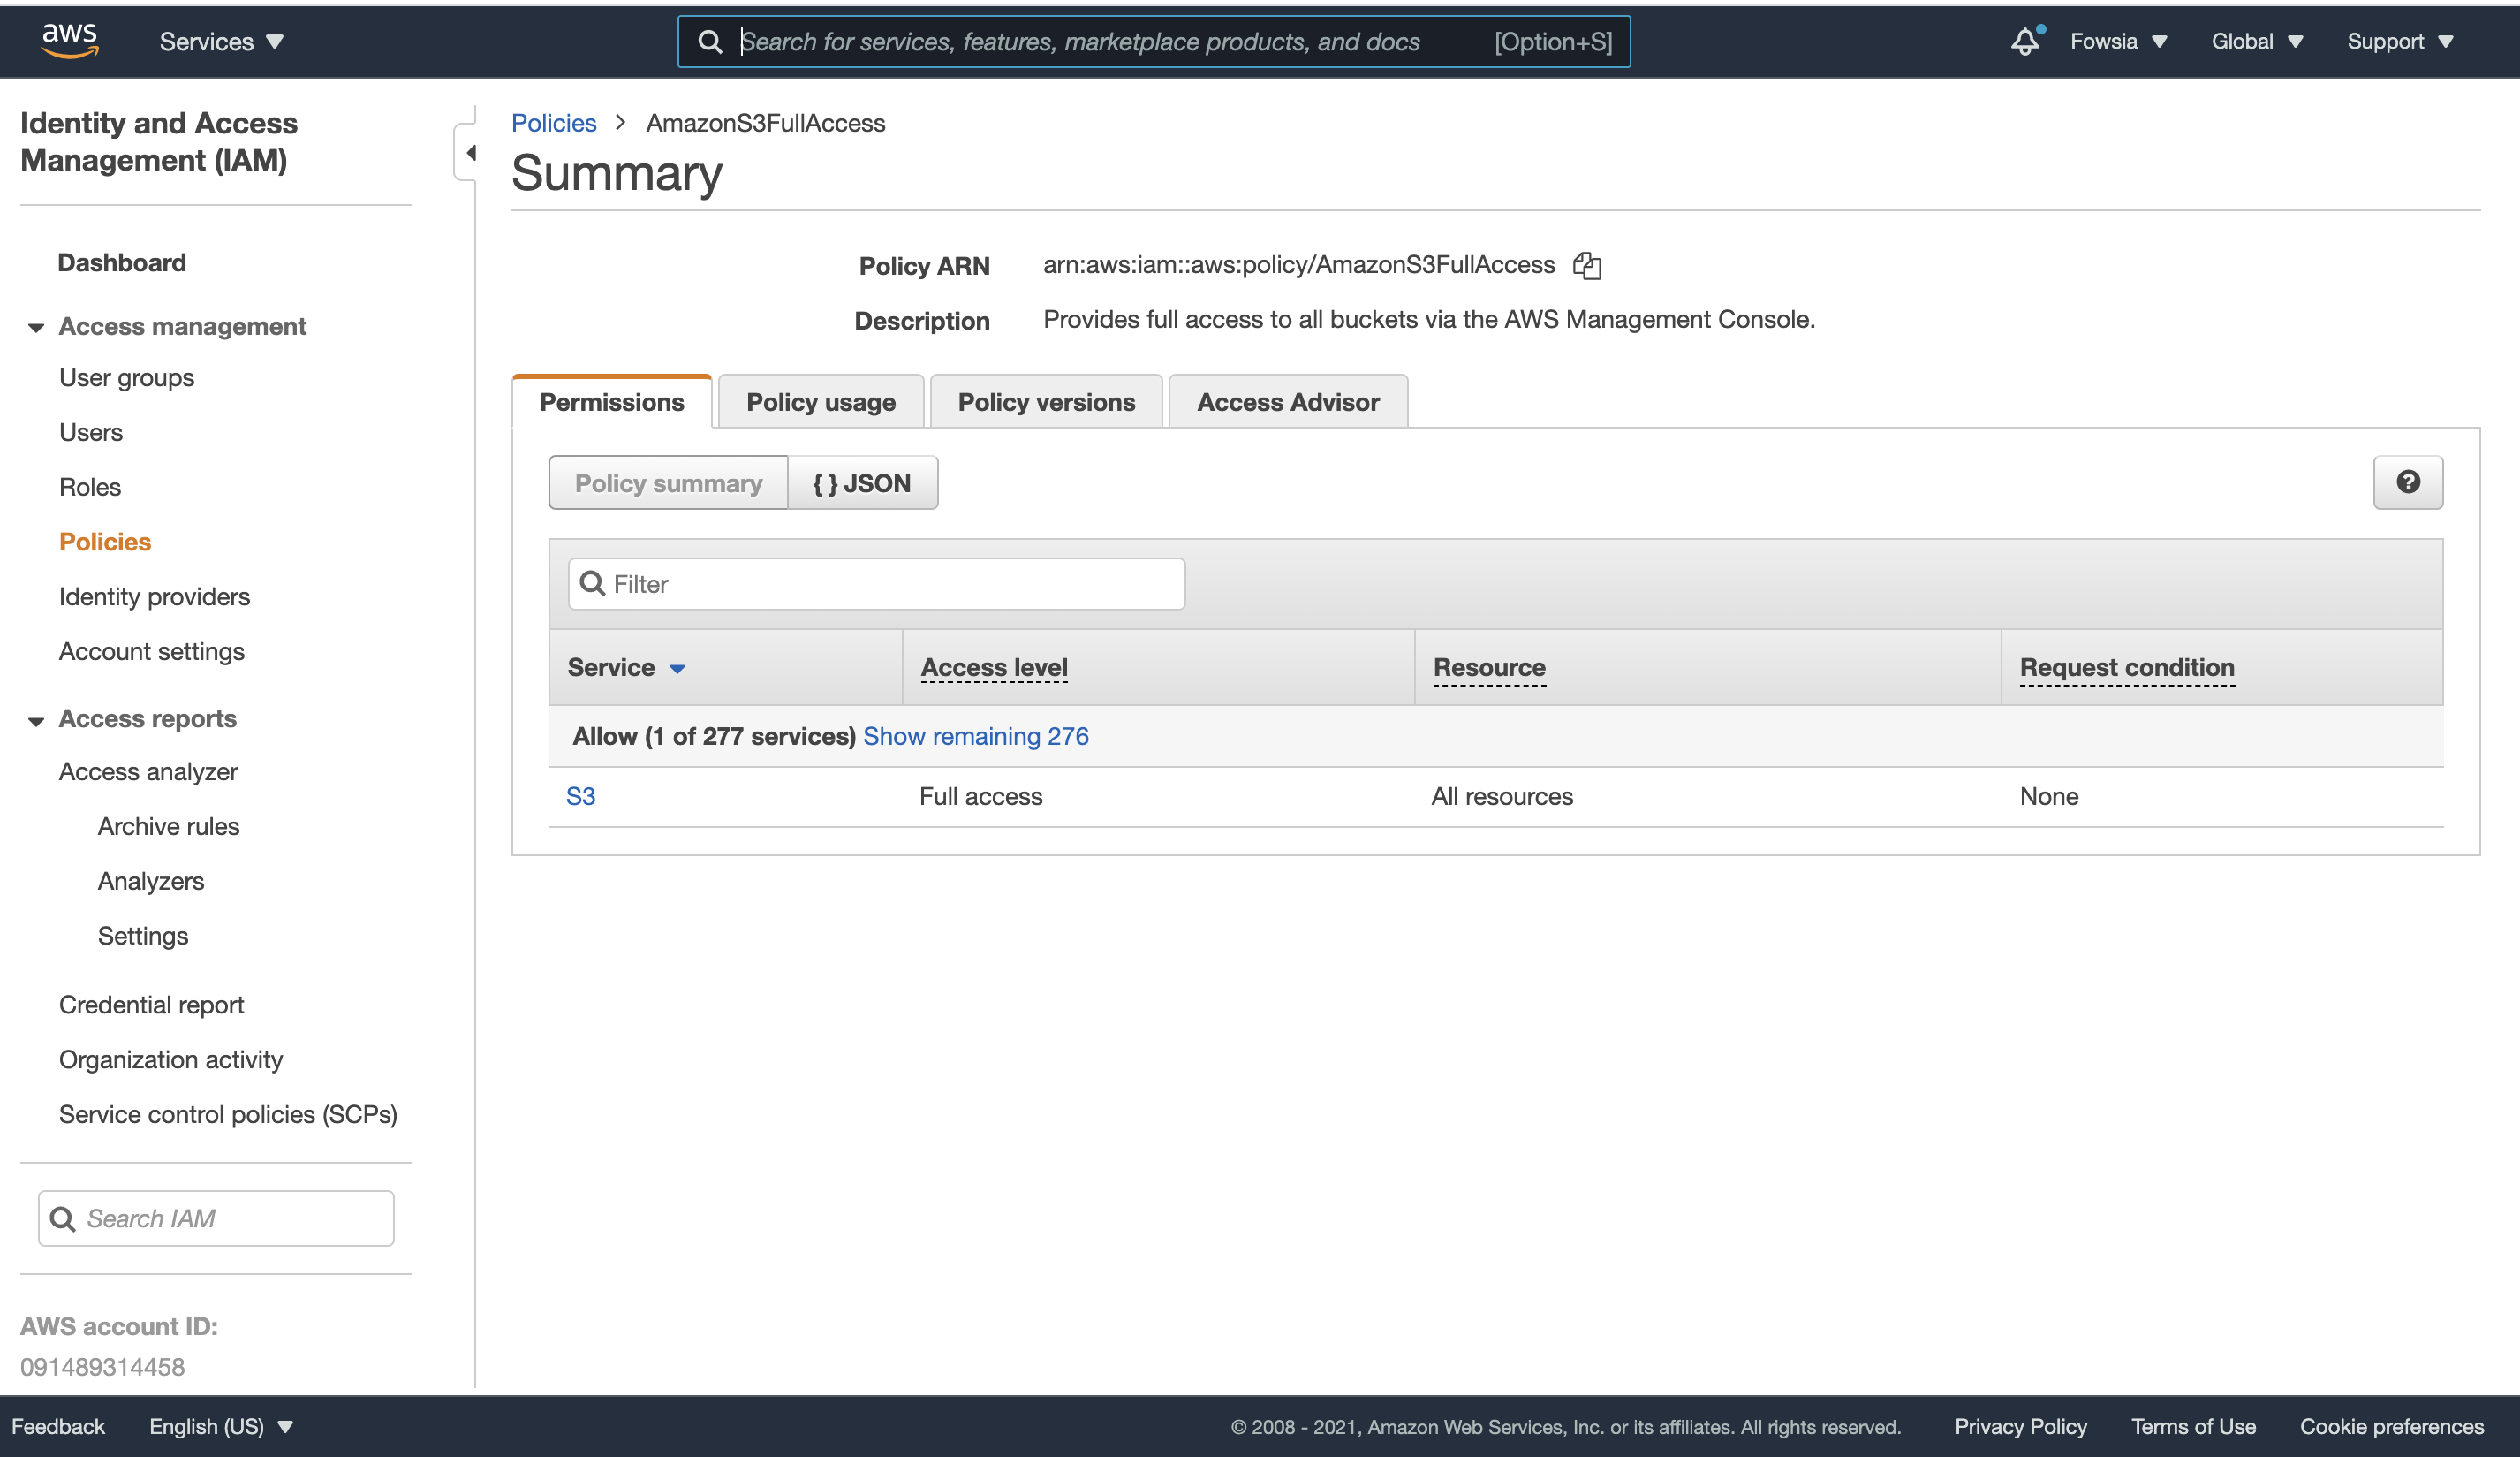 aws
Services
Search for services, features, marketplace products, and docs [Option+S]
Fowsia
Global
Support
Identity and Access
Management (IAM)
Dashboard
Access management
User groups
Users
Roles
Policies
Identity providers
Account settings
Access reports
Access analyzer
Archive rules
Analyzers
Settings
Credential report
Organization activity
Service control policies (SCPs)
Search IAM
AWS account ID:
091489314458
Policies > AmazonS3FullAccess
Summary
Policy ARN arn:aws:iam::aws:policy/AmazonS3FullAccess
Description Provides full access to all buckets via the AWS Management Console.
Permissions Policy usage Policy versions Access Advisor
Policy summary { } JSON
?
Filter
Service Access level Resource Request condition
Allow (1 of 277 services) Show remaining 276
S3 Full access All resources None
Feedback English (US) © 2008 - 2021, Amazon Web Services, Inc. or its affiliates. All rights reserved. Privacy Policy Terms of Use Cookie preferences